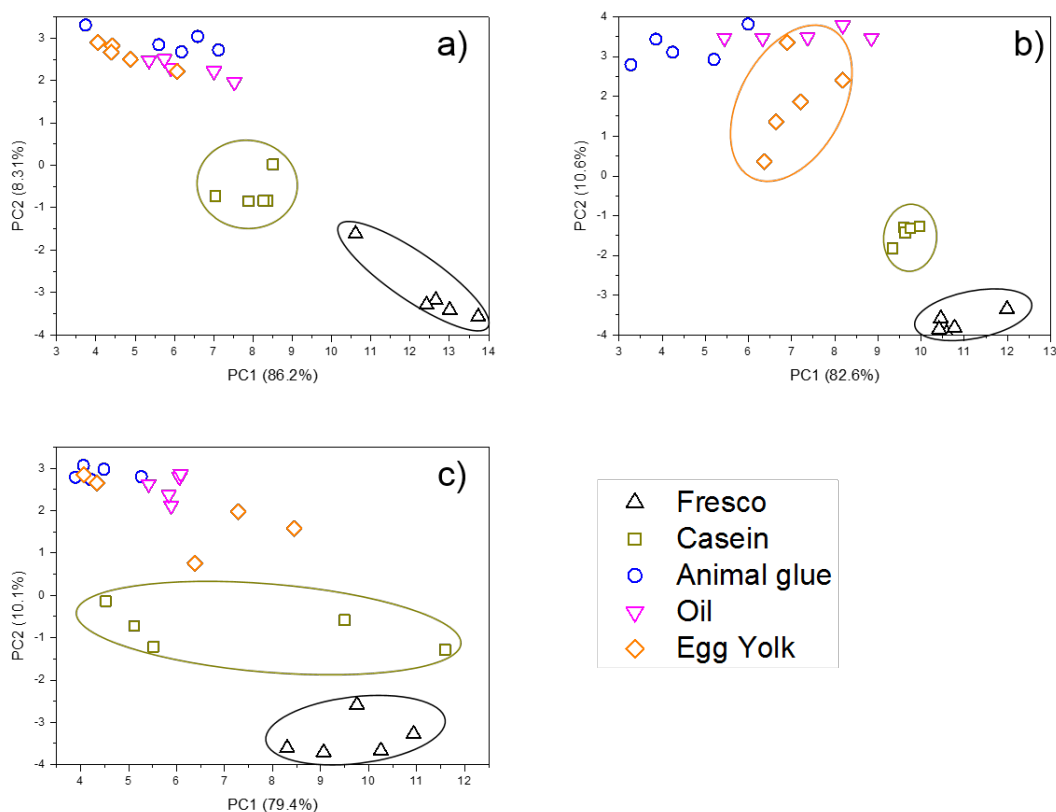 a)
3
2
1
0
-1
-2
-3
-4
PC2 (8.31%)
3 4 5 6 7 8 9 10 11 12 13 14
PC1 (86.2%)
b)
4
3
2
1
0
-1
-2
-3
-4
PC2 (10.6%)
3 4 5 6 7 8 9 10 11 12 13
PC1 (82.6%)
c)
3
2
1
0
-1
-2
-3
-4
PC2 (10.1%)
4 5 6 7 8 9 10 11 12
PC1 (79.4%)
Fresco
Casein
Animal glue
Oil
Egg Yolk